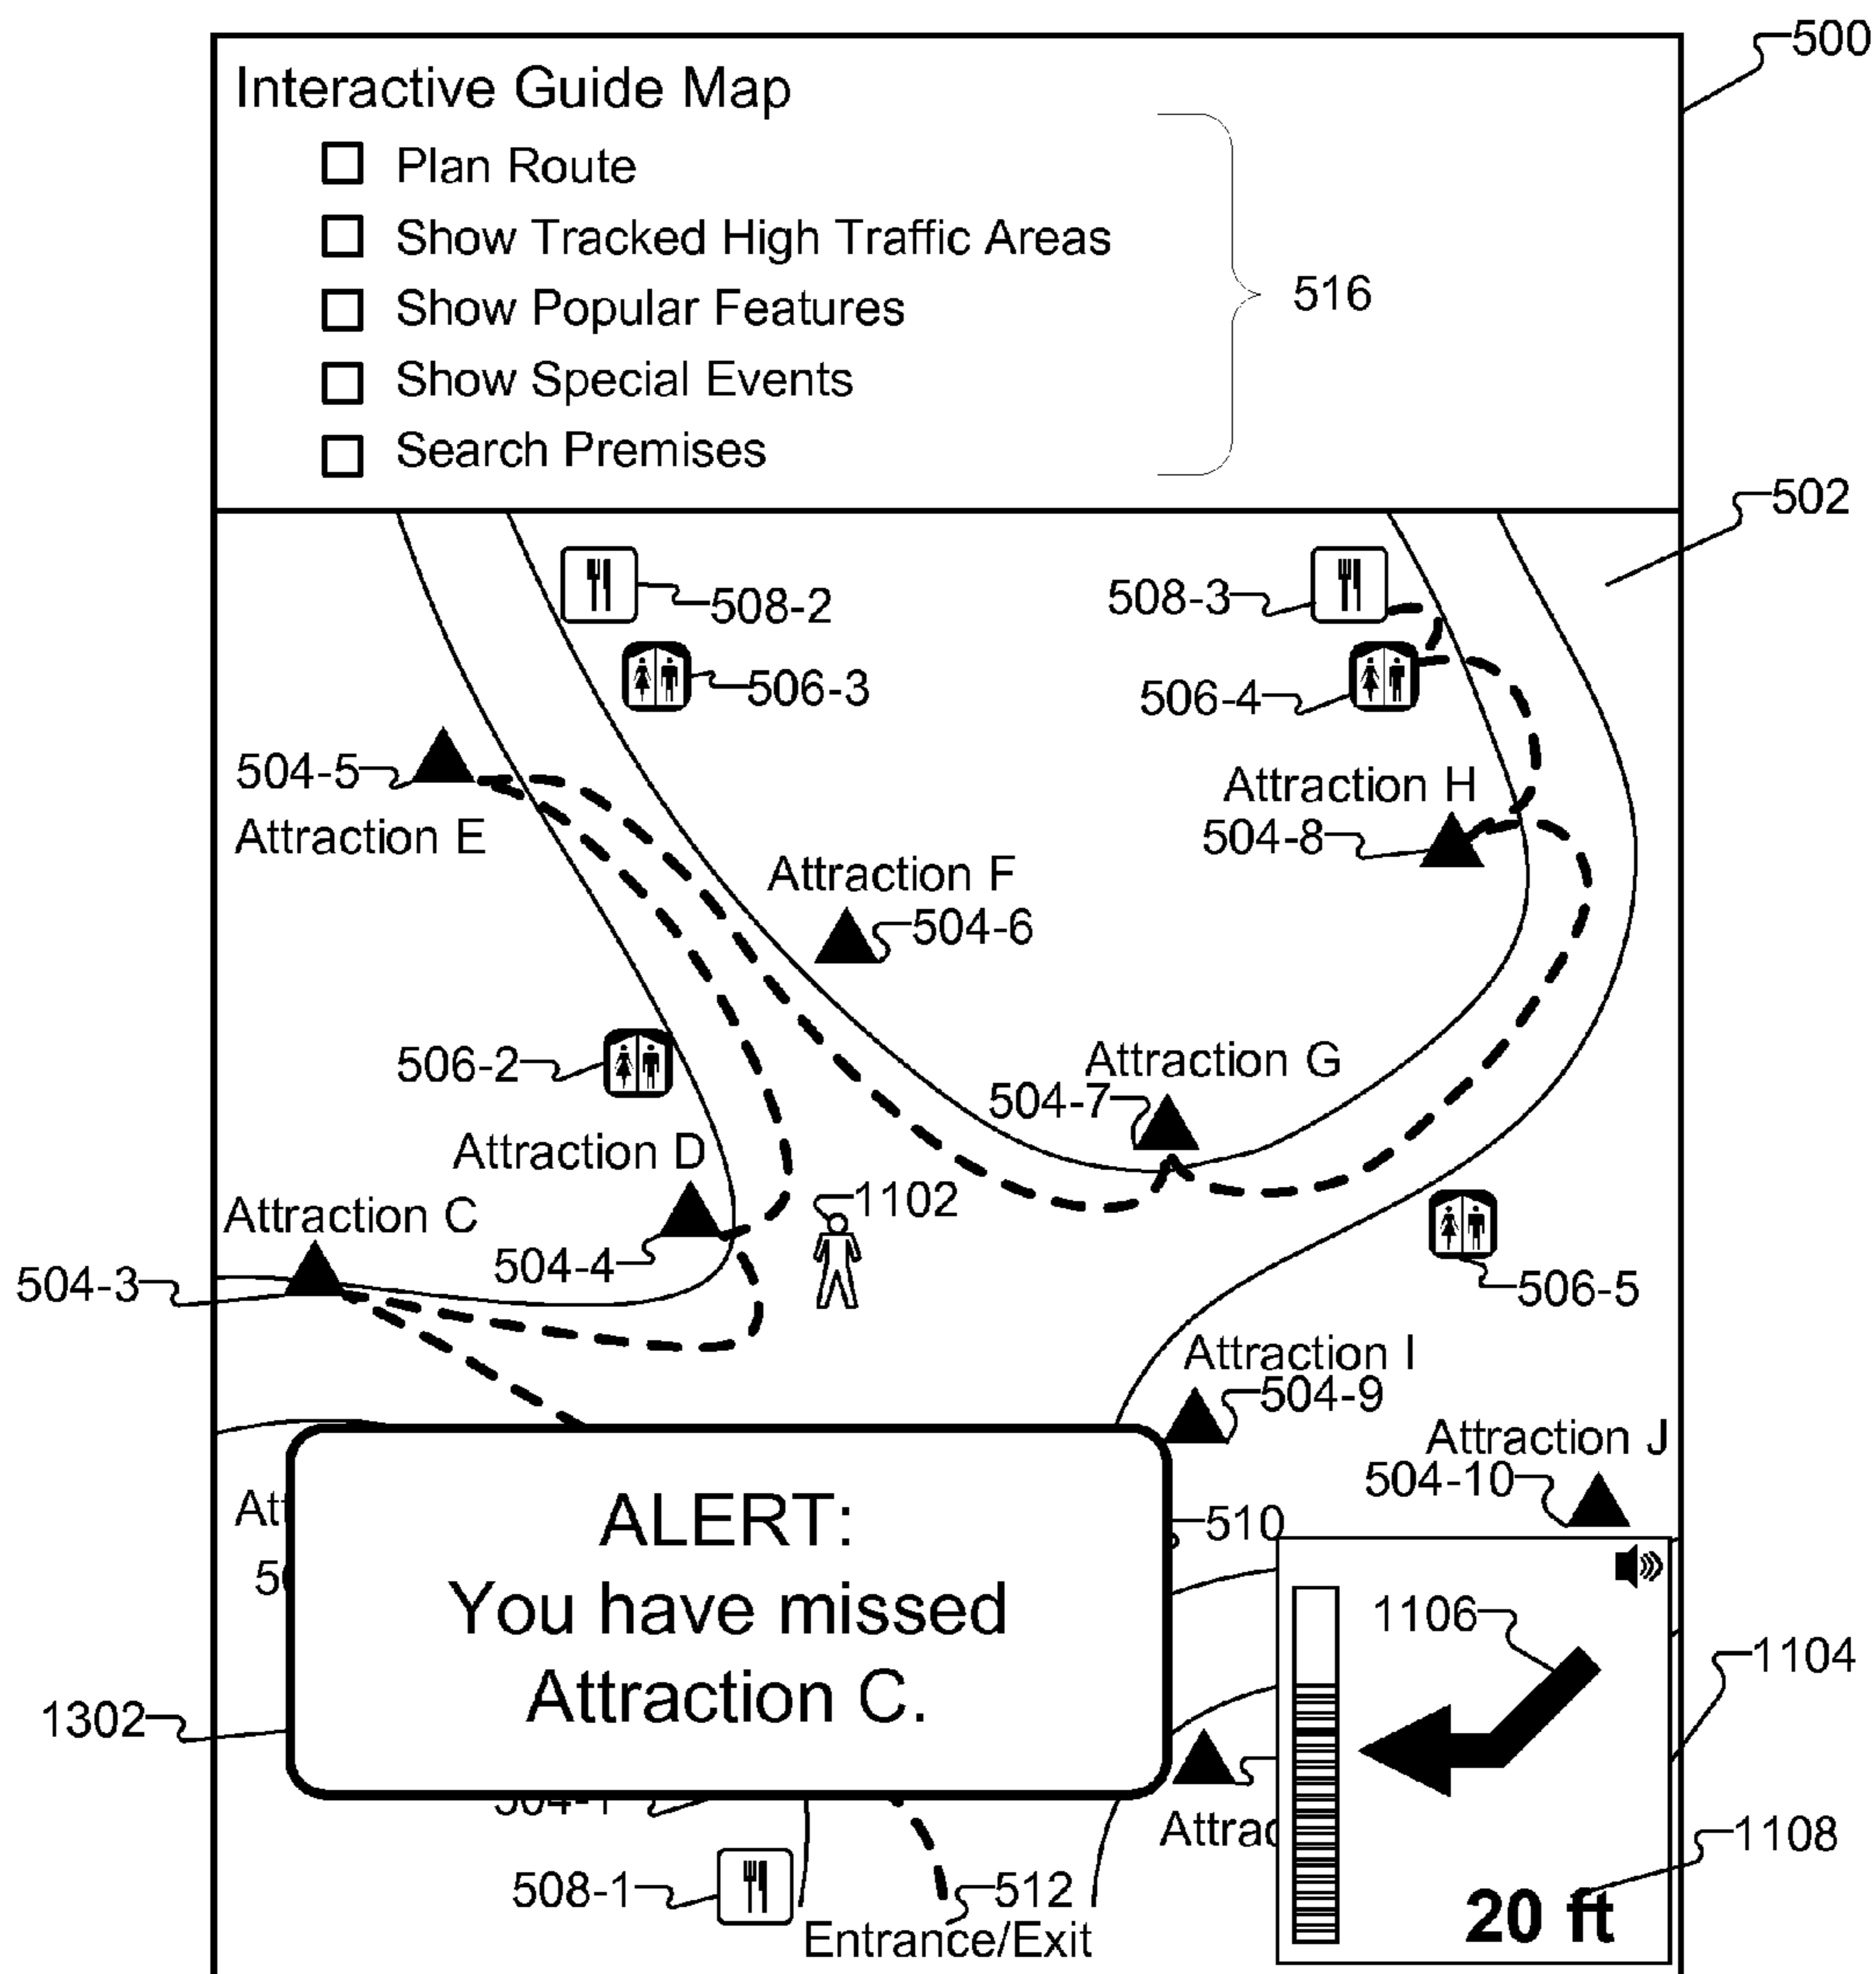 500
Interactive Guide Map
Plan Route
Show Tracked High Traffic Areas
Show Popular Features
Show Special Events
Search Premises
516
502
508-2
508-3
506-3
506-4
504-5
Attraction E
Attraction H
504-8
Attraction F
504-6
506-2
Attraction G
504-7
Attraction D
1102
Attraction C
504-4
504-3
506-5
Attraction I
504-9
Attraction J
504-10
510
ALERT:
You have missed
Attraction C.
1302
1106
1104
1108
508-1
512
Entrance/Exit
20 ft